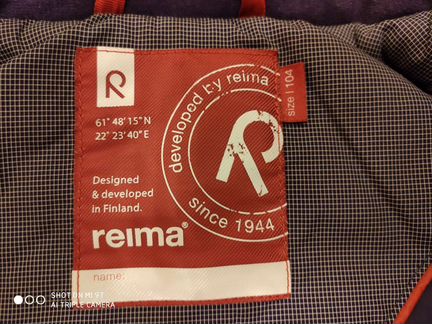 R
61° 48' 15" N
22° 23' 40" E
Designed
& developed
in Finland.
reima®
name:
developed by reima
R
since 1944
size | 104
SHOT ON MI 9T
AI TRIPLE CAMERA